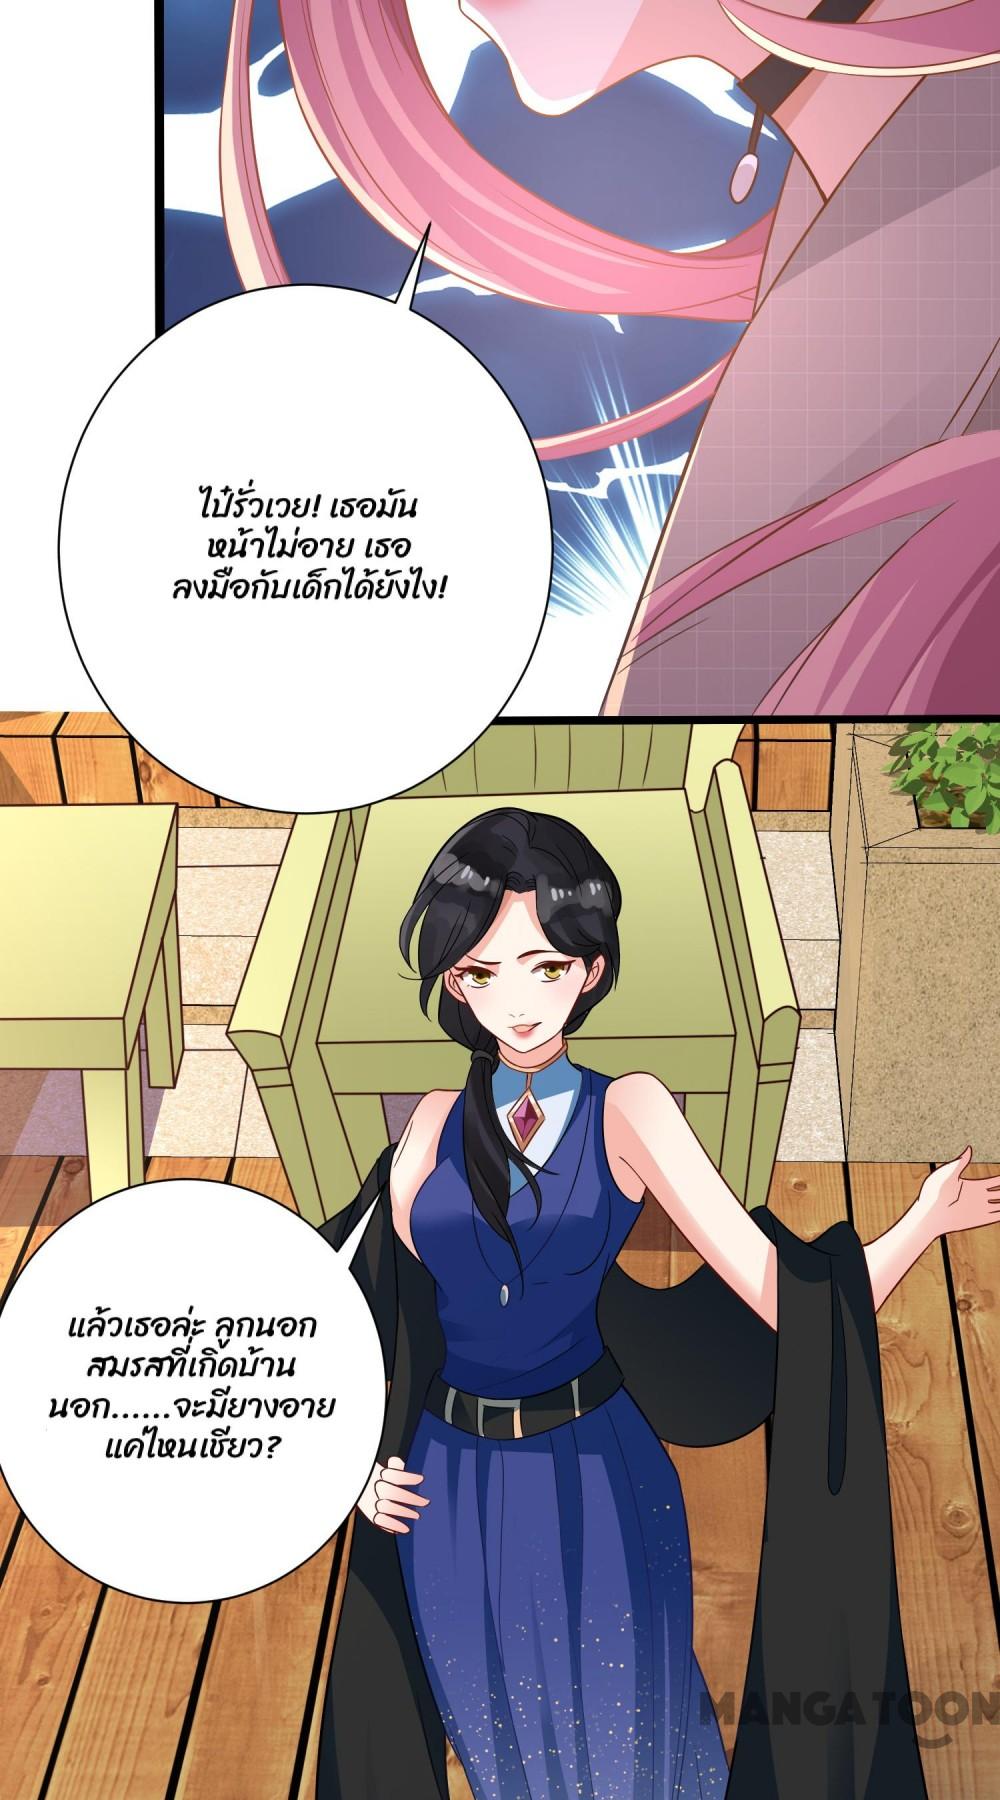 ไป๋รั่วเวย! เธอมัน
หน้าไม่อาย เธอ
ลงมือกับเด็กได้ยังไง!
แล้วเธอล่ะ ลูกนอก
สมรสที่เกิดบ้าน
นอก......จะมียางอาย
แค่ไหนเชียว?
MANGATOON